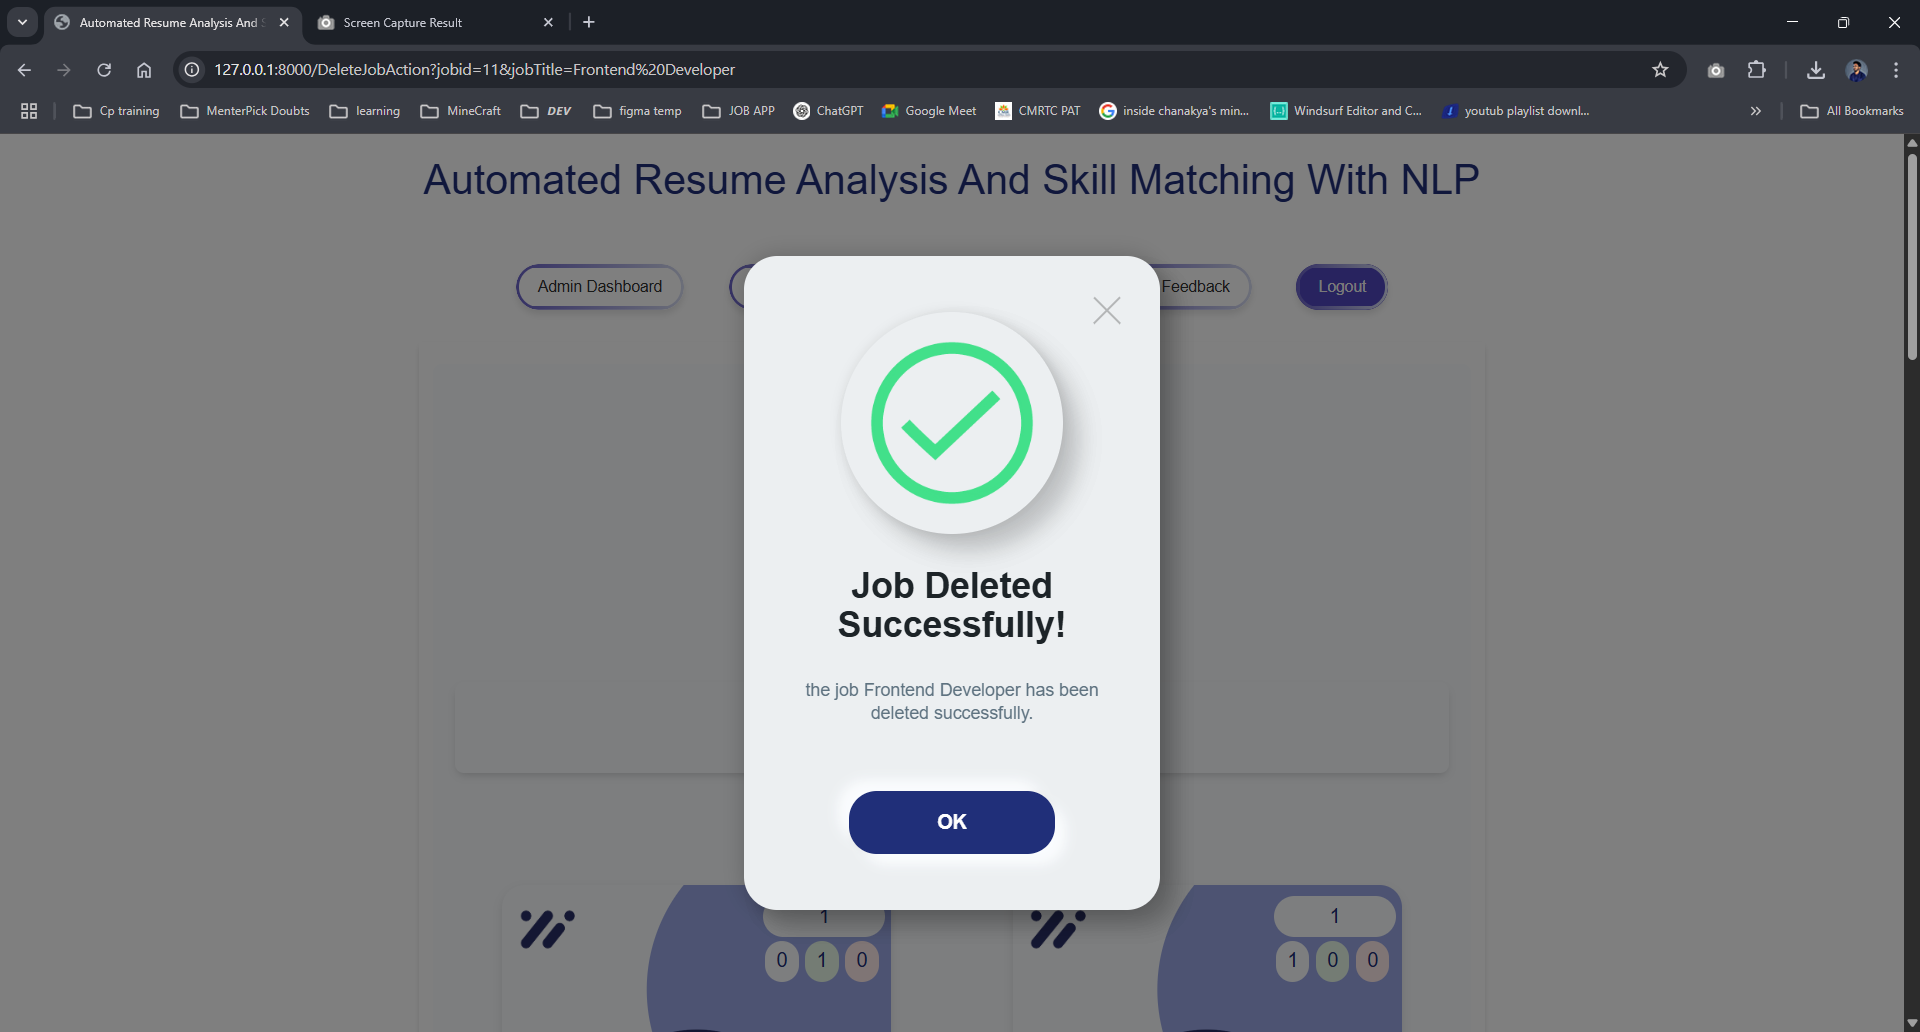 Automated Resume Analysis And
Screen Capture Result
127.0.0.1:8000/DeleteJobAction?jobid=11&jobTitle=Frontend%20Developer
Cp training
MenterPick Doubts
learning
MineCraft
DEV
figma temp
JOB APP
ChatGPT
Google Meet
CMRTC PAT
inside chanakya's min...
Windsurf Editor and C...
youtub playlist downl...
All Bookmarks
Automated Resume Analysis And Skill Matching With NLP
Admin Dashboard
Feedback
Logout
Job Deleted
Successfully!
the job Frontend Developer has been
deleted successfully.
OK
1
0 1 0
1
1 0 0